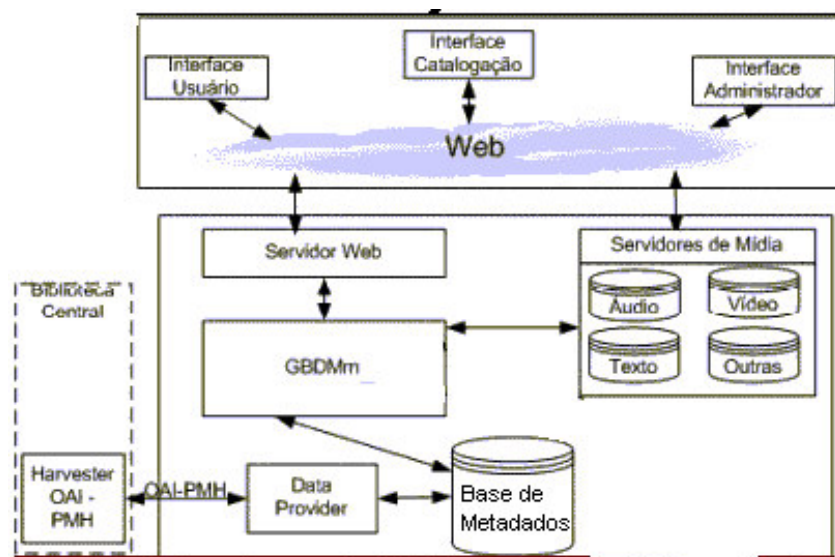 Interface
Usuário
Interface
Catalogação
Interface
Administrador
Web
Servidor Web
Servidores de Mídia
Áudio
Vídeo
Texto
Outras
GBDMm
Biblioteca
Central
Harvester
OAI -
PMH
OAI-PMH
Data
Provider
Base de
Metadados